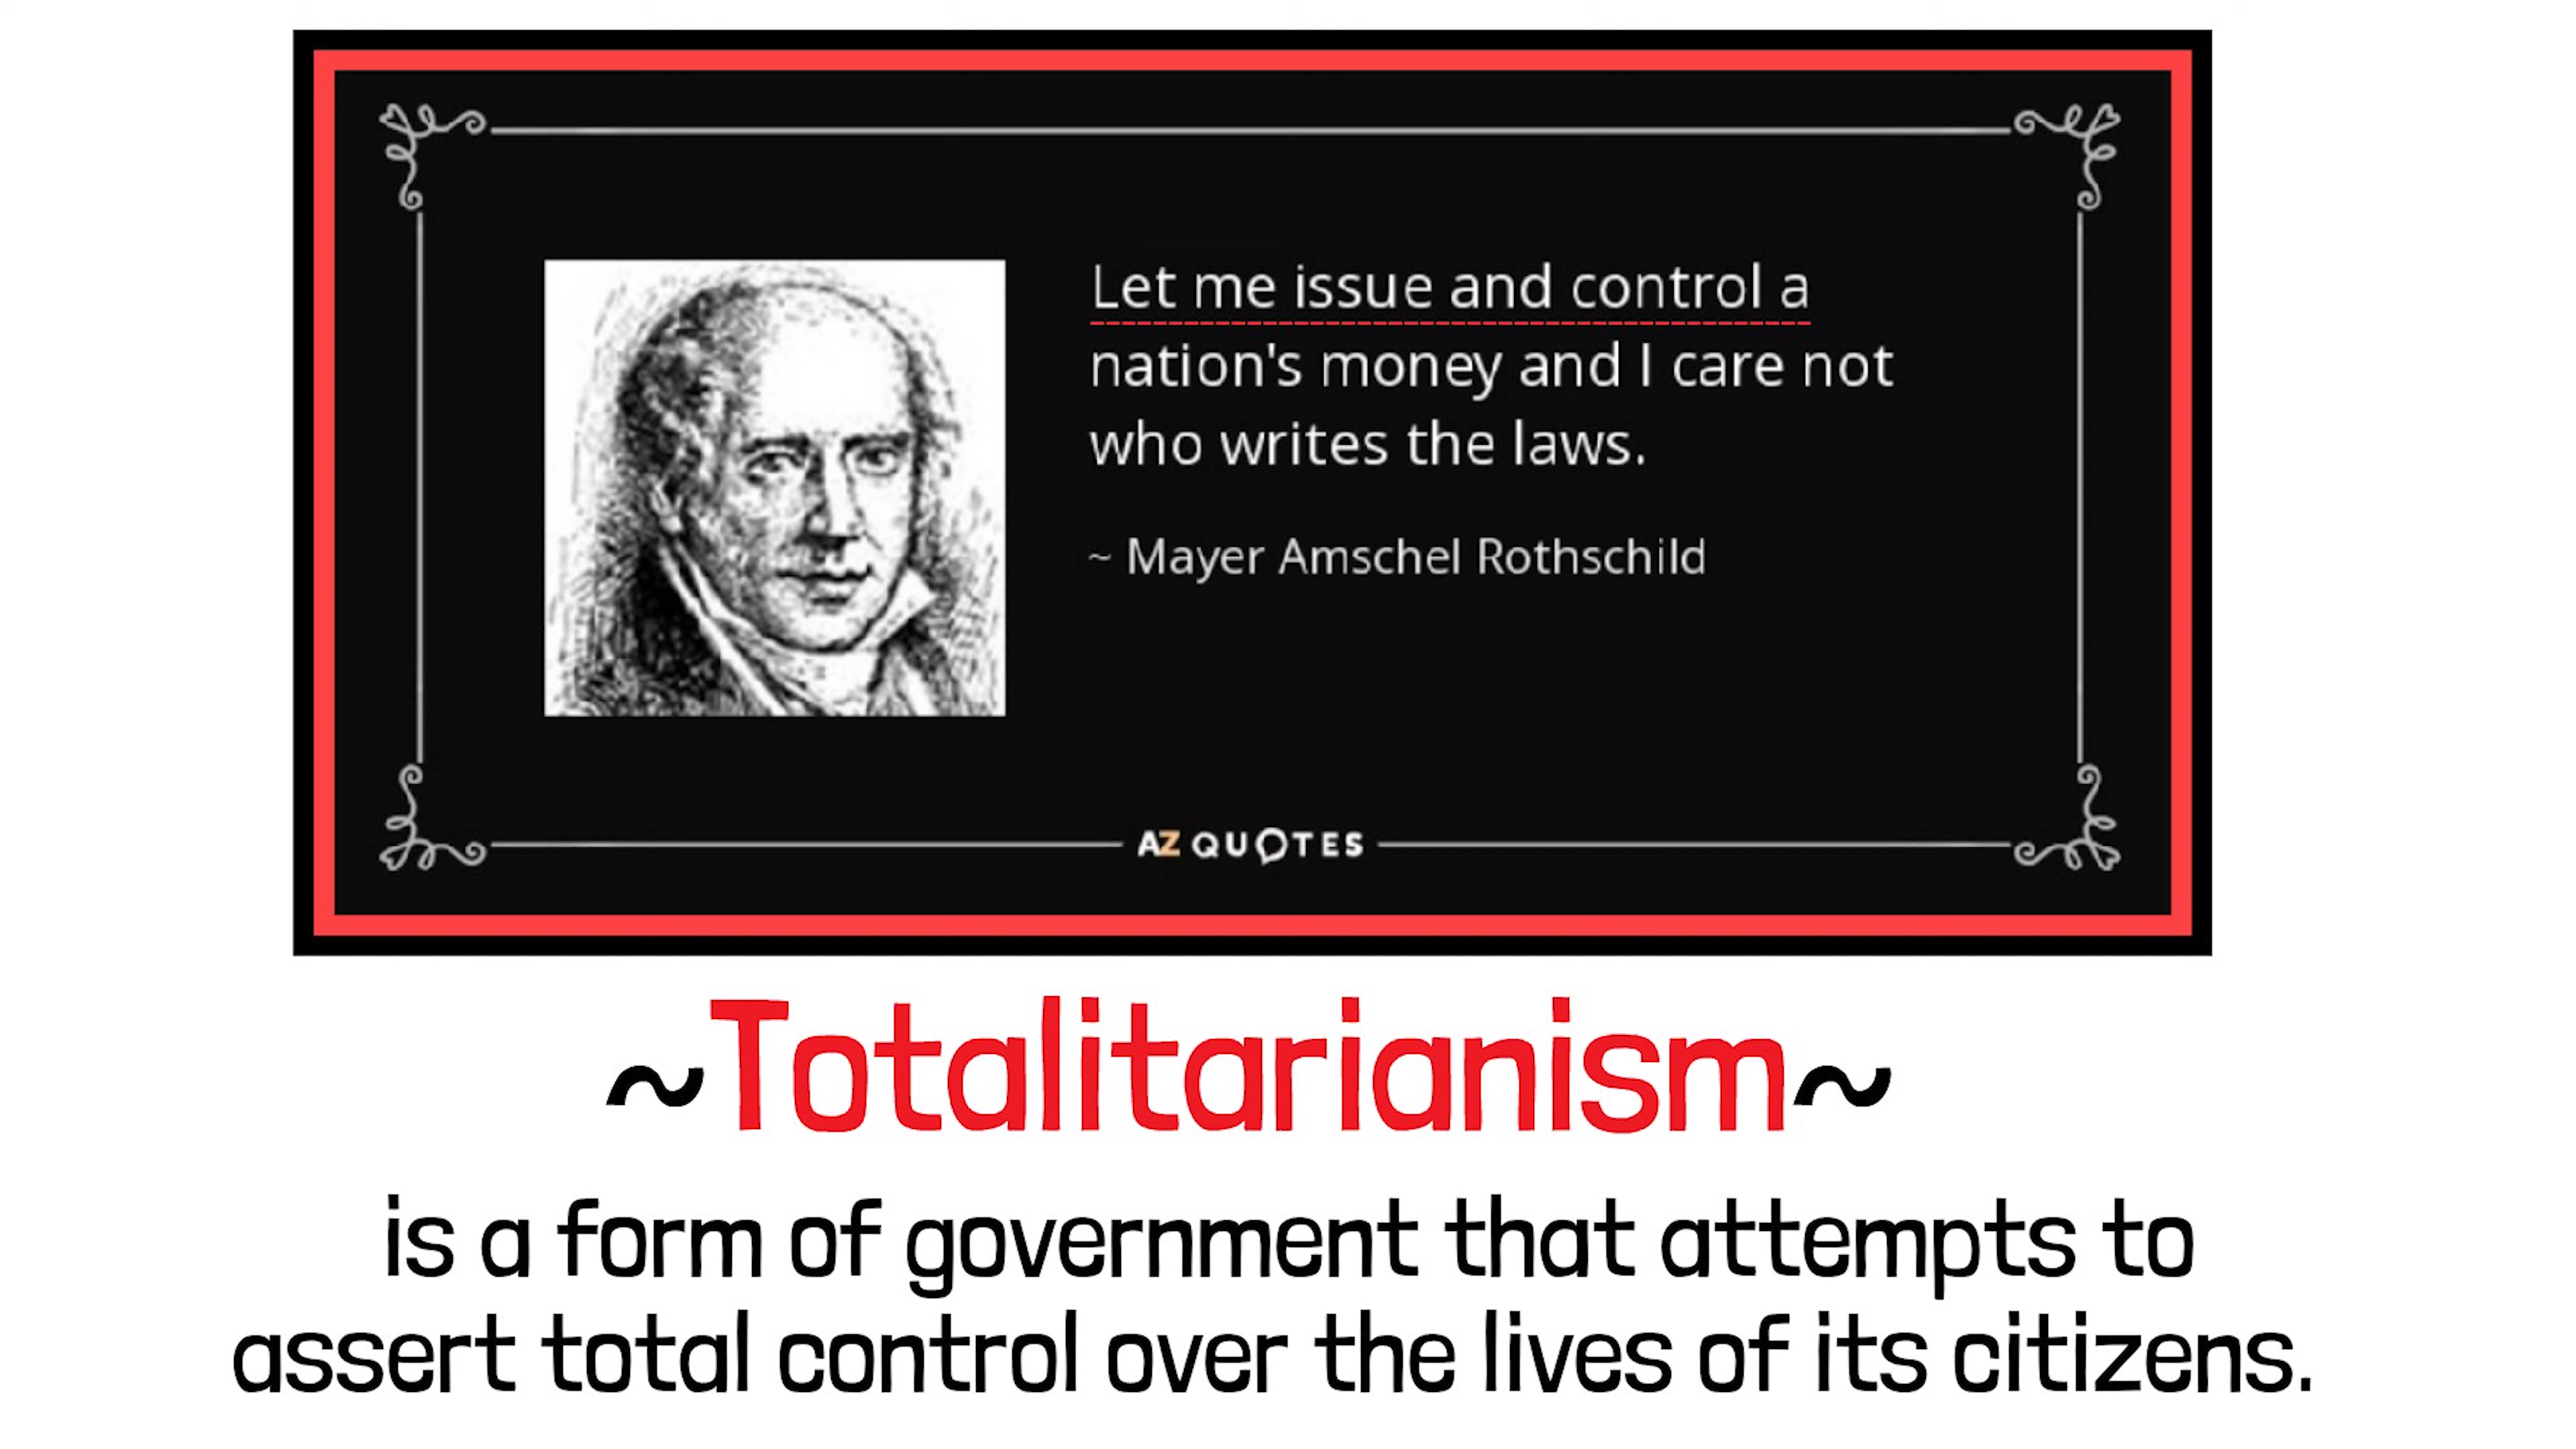 Let me issue and control a
nation's money and I care not
who writes the laws.
~ Mayer Amschel Rothschild
AZ QUOTES
~Totalitarianism~
is a form of government that attempts to
assert total control over the lives of its citizens.